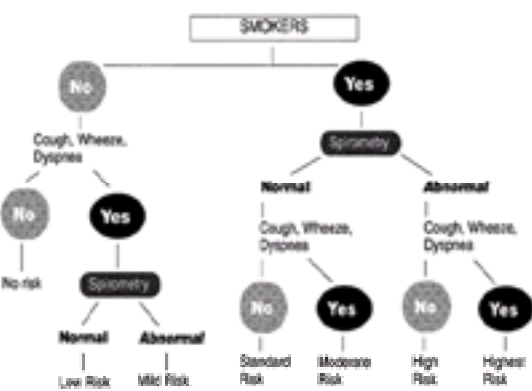 SMOKERS
No
Yes
Cough, Wheeze,
Dyspnea
Spirometry
No
Yes
Normal
Abnormal
No risk
Spirometry
Cough, Wheeze,
Dyspnea
Cough, Wheeze,
Dyspnea
Normal
Abnormal
No
Yes
No
Yes
Low Risk
Mild Risk
Standard
Risk
Moderate
Risk
High
Risk
Highest
Risk